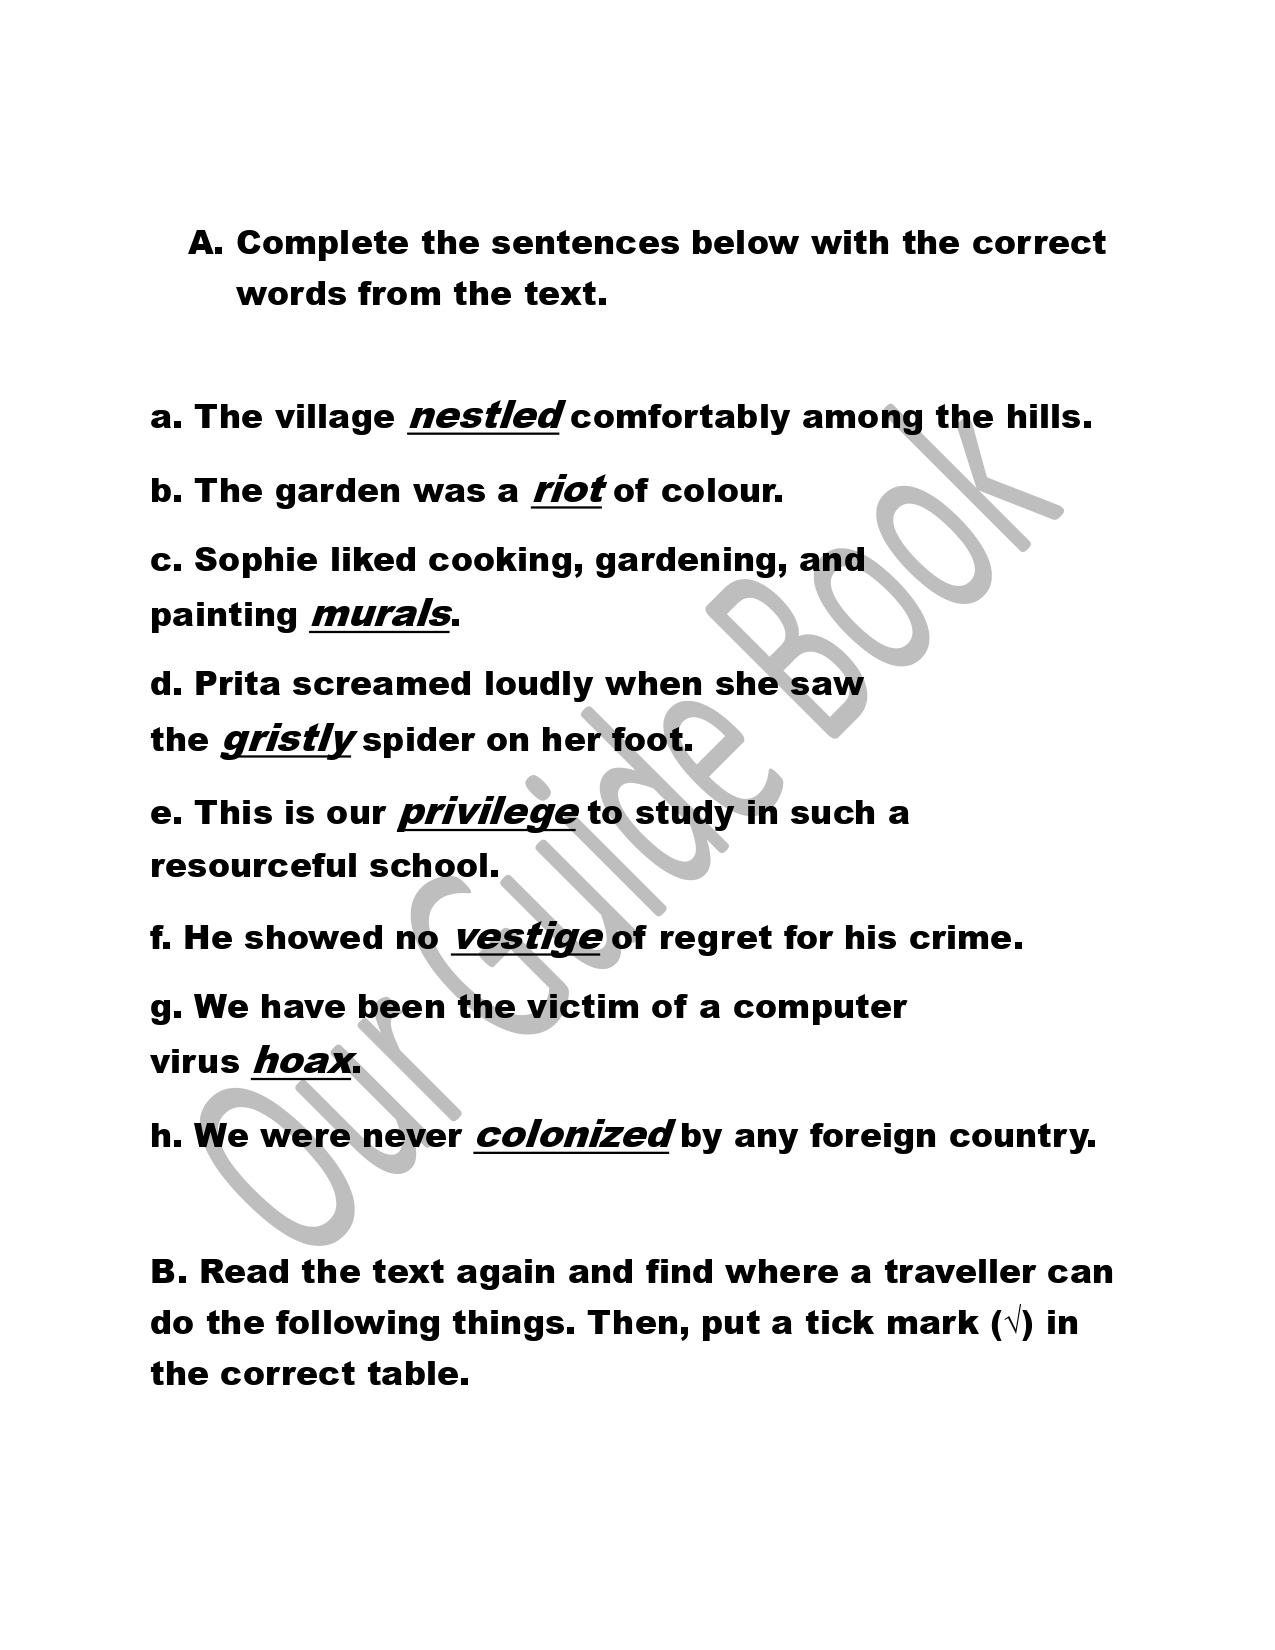 A. Complete the sentences below with the correct
words from the text.
a. The village nestled comfortably among the hills.
b. The garden was a riot of colour.
c. Sophie liked cooking, gardening, and
painting murals.
d. Prita screamed loudly when she saw
the gristly spider on her foot.
e. This is our privilege to study in such a
resourceful school.
f. He showed no vestige of regret for his crime.
g. We have been the victim of a computer
virus hoax.
h. We were never colonized by any foreign country.
B. Read the text again and find where a traveller can
do the following things. Then, put a tick mark (√) in
the correct table.
Our Guide Book